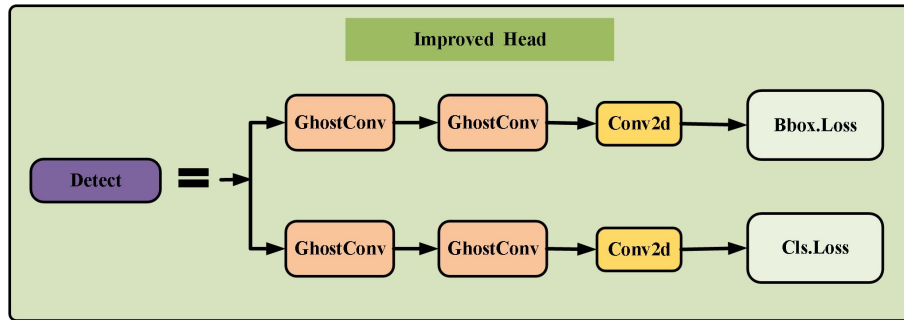 Improved Head
GhostConv
GhostConv
Conv2d
Bbox.Loss
Detect
=
GhostConv
GhostConv
Conv2d
Cls.Loss